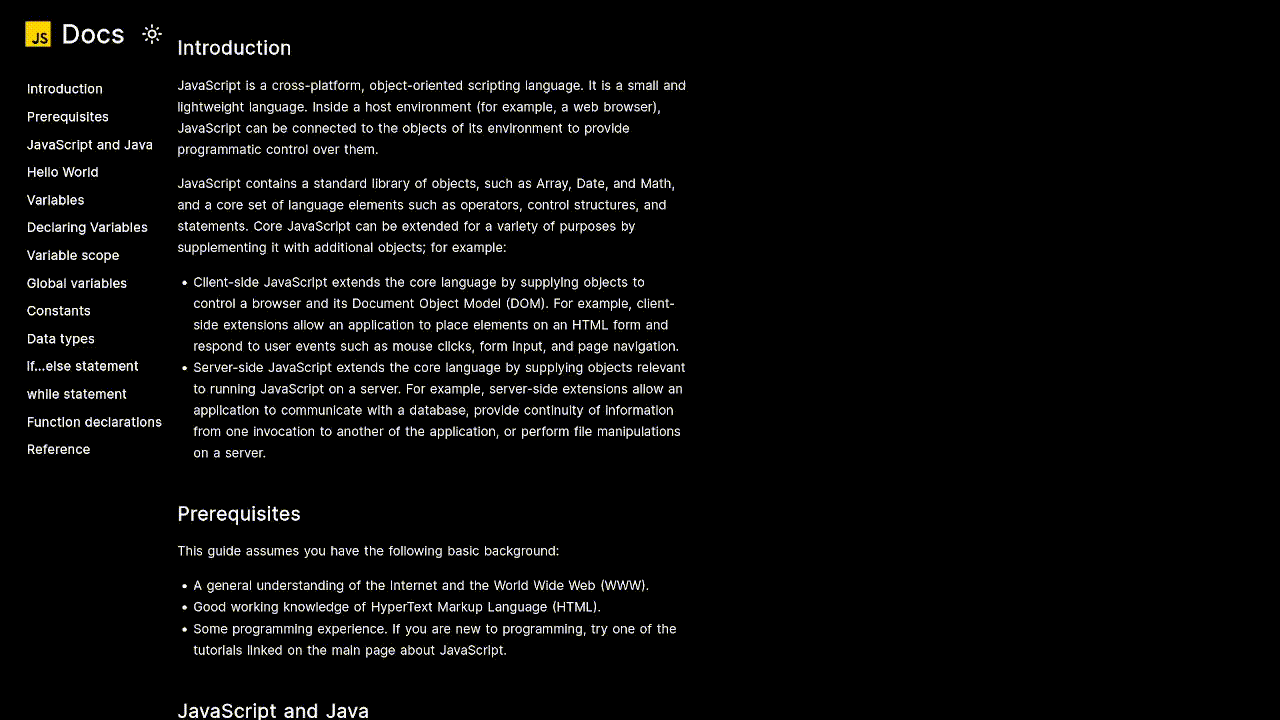 JS Docs
Introduction
Prerequisites
JavaScript and Java
Hello World
Variables
Declaring Variables
Variable scope
Global variables
Constants
Data types
If...else statement
while statement
Function declarations
Reference
Introduction
JavaScript is a cross-platform, object-oriented scripting language. It is a small and
lightweight language. Inside a host environment (for example, a web browser),
JavaScript can be connected to the objects of its environment to provide
programmatic control over them.
JavaScript contains a standard library of objects, such as Array, Date, and Math,
and a core set of language elements such as operators, control structures, and
statements. Core JavaScript can be extended for a variety of purposes by
supplementing it with additional objects; for example:
• Client-side JavaScript extends the core language by supplying objects to
control a browser and its Document Object Model (DOM). For example, client-
side extensions allow an application to place elements on an HTML form and
respond to user events such as mouse clicks, form input, and page navigation.
• Server-side JavaScript extends the core language by supplying objects relevant
to running JavaScript on a server. For example, server-side extensions allow an
application to communicate with a database, provide continuity of information
from one invocation to another of the application, or perform file manipulations
on a server.
Prerequisites
This guide assumes you have the following basic background:
• A general understanding of the Internet and the World Wide Web (WWW).
• Good working knowledge of HyperText Markup Language (HTML).
• Some programming experience. If you are new to programming, try one of the
tutorials linked on the main page about JavaScript.
JavaScript and Java